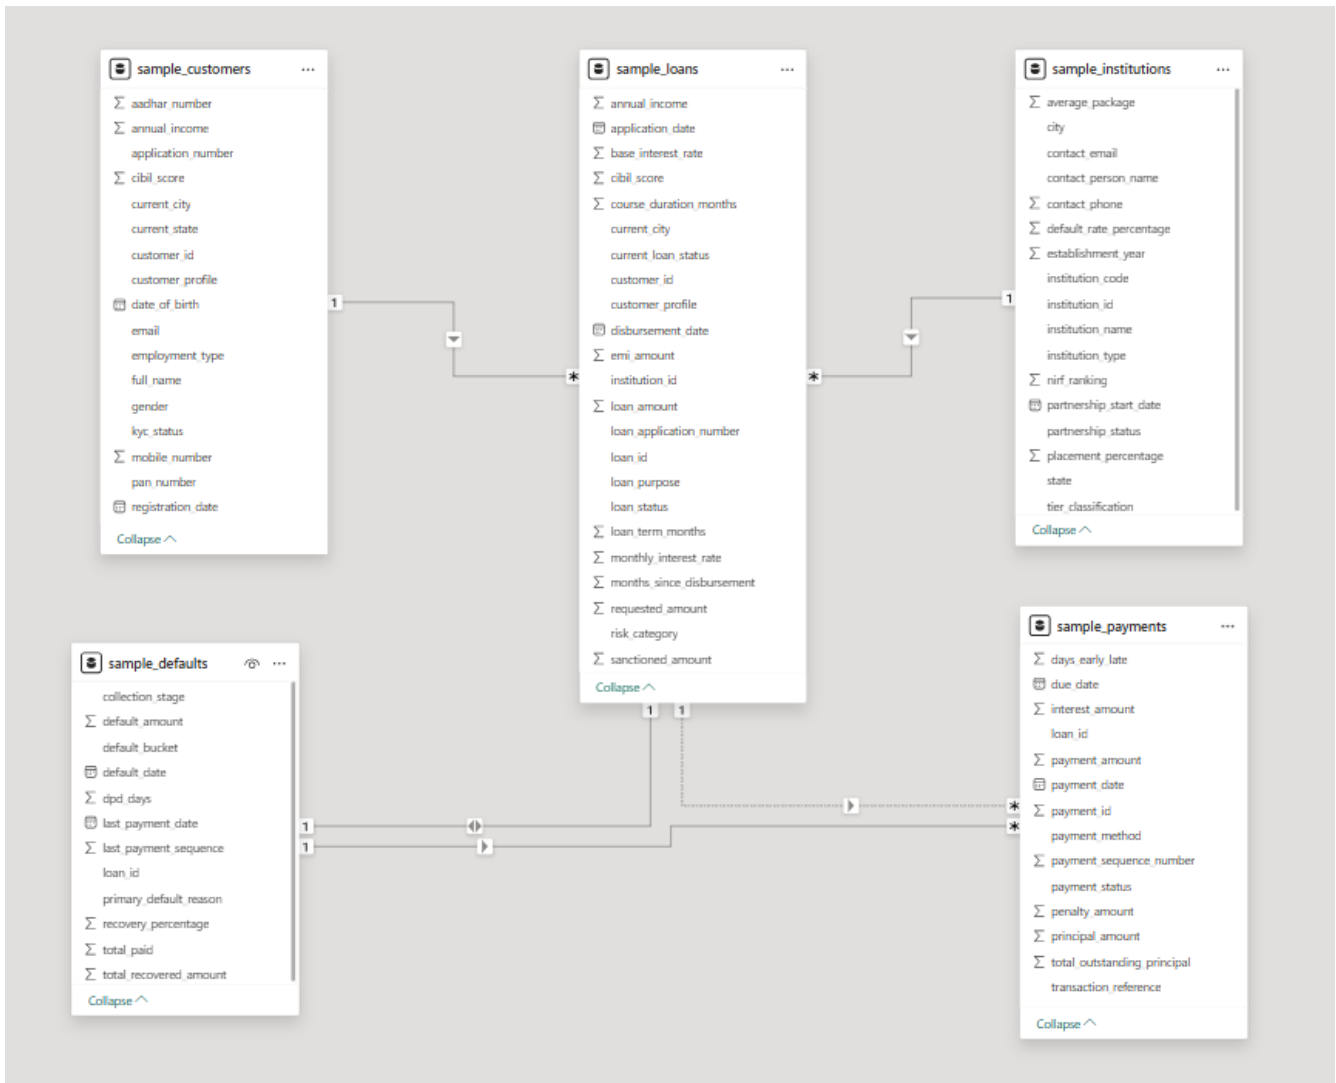 sample_customers
aadhar_number
annual_income
application_number
cibil_score
current_city
current_state
customer_id
customer_profile
date_of_birth
email
employment_type
full_name
gender
kyc_status
mobile_number
pan_number
registration_date
Collapse
sample_loans
annual_income
application_date
base_interest_rate
cibil_score
course_duration_months
current_city
current_loan_status
customer_id
customer_profile
disbursement_date
emi_amount
institution_id
loan_amount
loan_application_number
loan_id
loan_purpose
loan_status
loan_term_months
monthly_interest_rate
months_since_disbursement
requested_amount
risk_category
sanctioned_amount
Collapse
sample_institutions
average_package
city
contact_email
contact_person_name
contact_phone
default_rate_percentage
establishment_year
institution_code
institution_id
institution_name
institution_type
nirf_ranking
partnership_start_date
partnership_status
placement_percentage
state
tier_classification
Collapse
1
*
*
1
sample_defaults
collection_stage
default_amount
default_bucket
default_date
dpd_days
last_payment_date
last_payment_sequence
loan_id
primary_default_reason
recovery_percentage
total_paid
total_recovered_amount
Collapse
1
1
1
1
*
*
sample_payments
days_early_late
due_date
interest_amount
loan_id
payment_amount
payment_date
payment_id
payment_method
payment_sequence_number
payment_status
penalty_amount
principal_amount
total_outstanding_principal
transaction_reference
Collapse